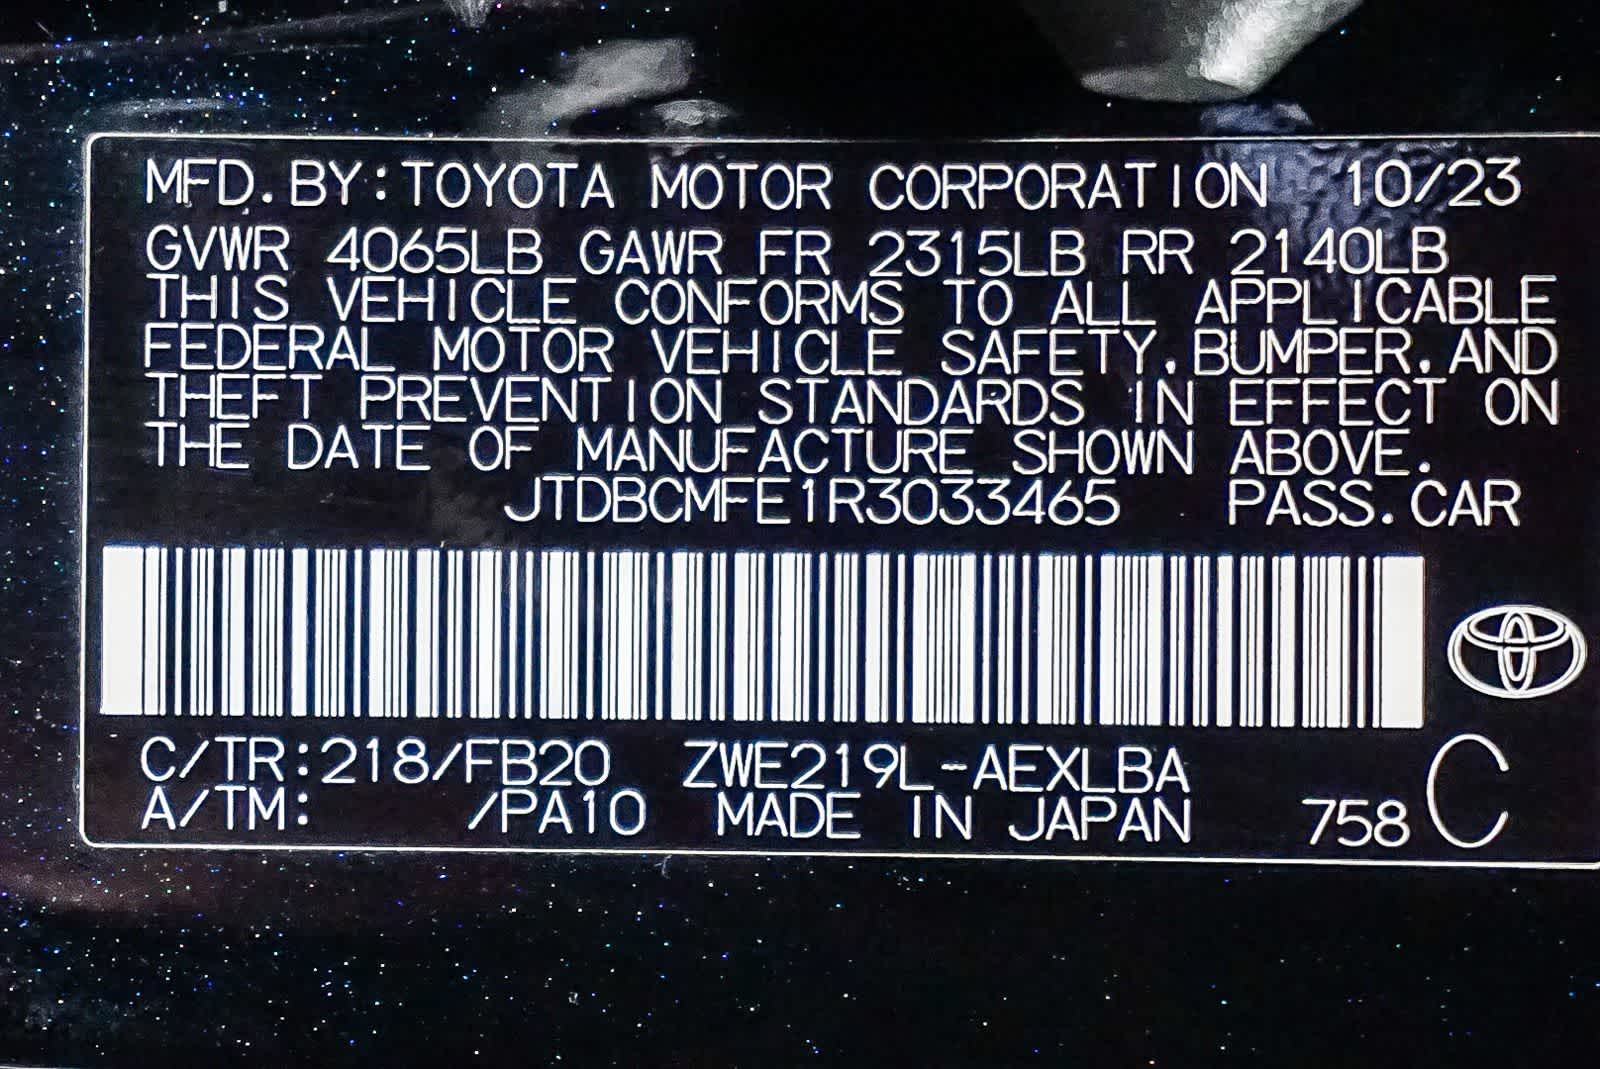 MFD. BY: TOYOTA MOTOR CORPORATION 10/23
GVWR 4065LB GAWR FR 2315LB RR 2140LB
THIS VEHICLE CONFORMS TO ALL APPLICABLE
FEDERAL MOTOR VEHICLE SAFETY, BUMPER, AND
THEFT PREVENTION STANDARDS IN EFFECT ON
THE DATE OF MANUFACTURE SHOWN ABOVE.
JTDBCMFE1R3033465 PASS. CAR
C/TR: 218/FB20 ZWE219L-AEXLBA
A/TM: /PA10 MADE IN JAPAN 758 C